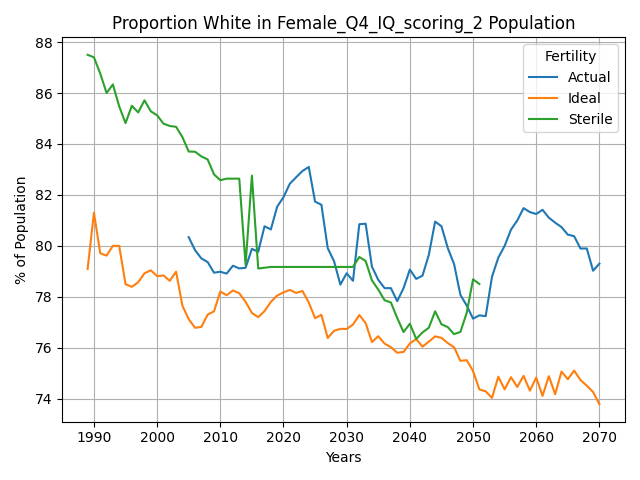 Proportion White in Female_Q4_IQ_scoring_2 Population
% of Population
88
86
84
82
80
78
76
74
Fertility
Actual
Ideal
Sterile
1990
2000
2010
2020
2030
2040
2050
2060
2070
Years